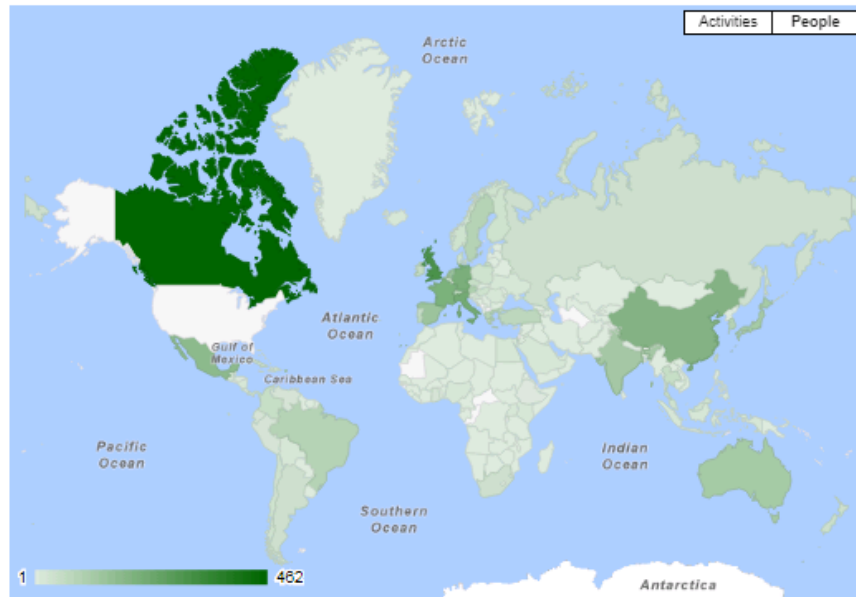 Activities
People
Arctic
Ocean
Atlantic
Ocean
Gulf of
Mexico
Caribbean Sea
Pacific
Ocean
Indian
Ocean
Southern
Ocean
1
462
Antarctica